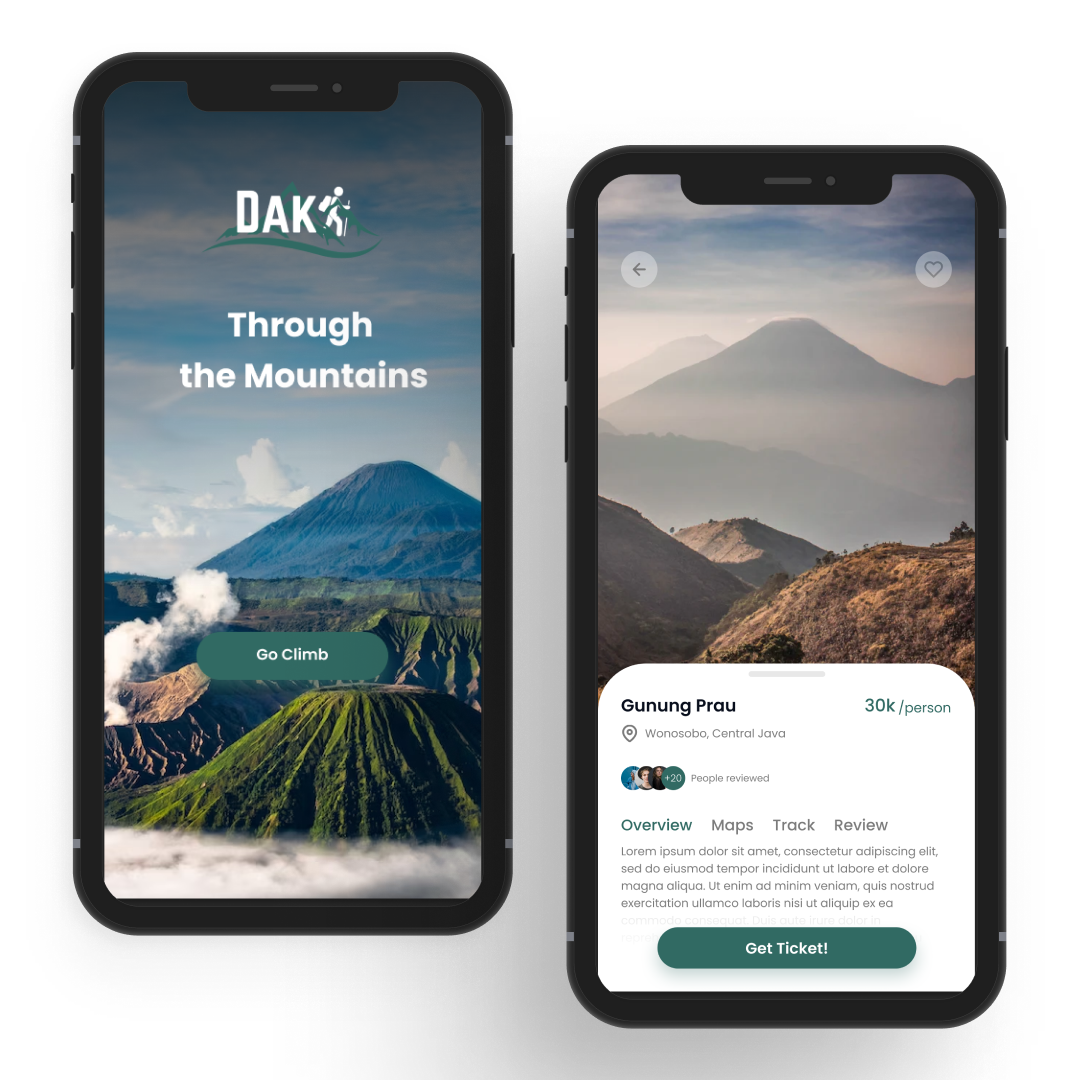 DAKI
Through
the Mountains
Go Climb
Gunung Prau
30k /person
Wonosobo, Central Java
+20 People reviewed
Overview Maps Track Review
Lorem ipsum dolor sit amet, consectetur adipiscing elit,
sed do eiusmod tempor incididunt ut labore et dolore
magna aliqua. Ut enim ad minim veniam, quis nostrud
exercitation ullamco laboris nisi ut aliquip ex ea
commodo consequat. Duis aute irure dolor in
Get Ticket!